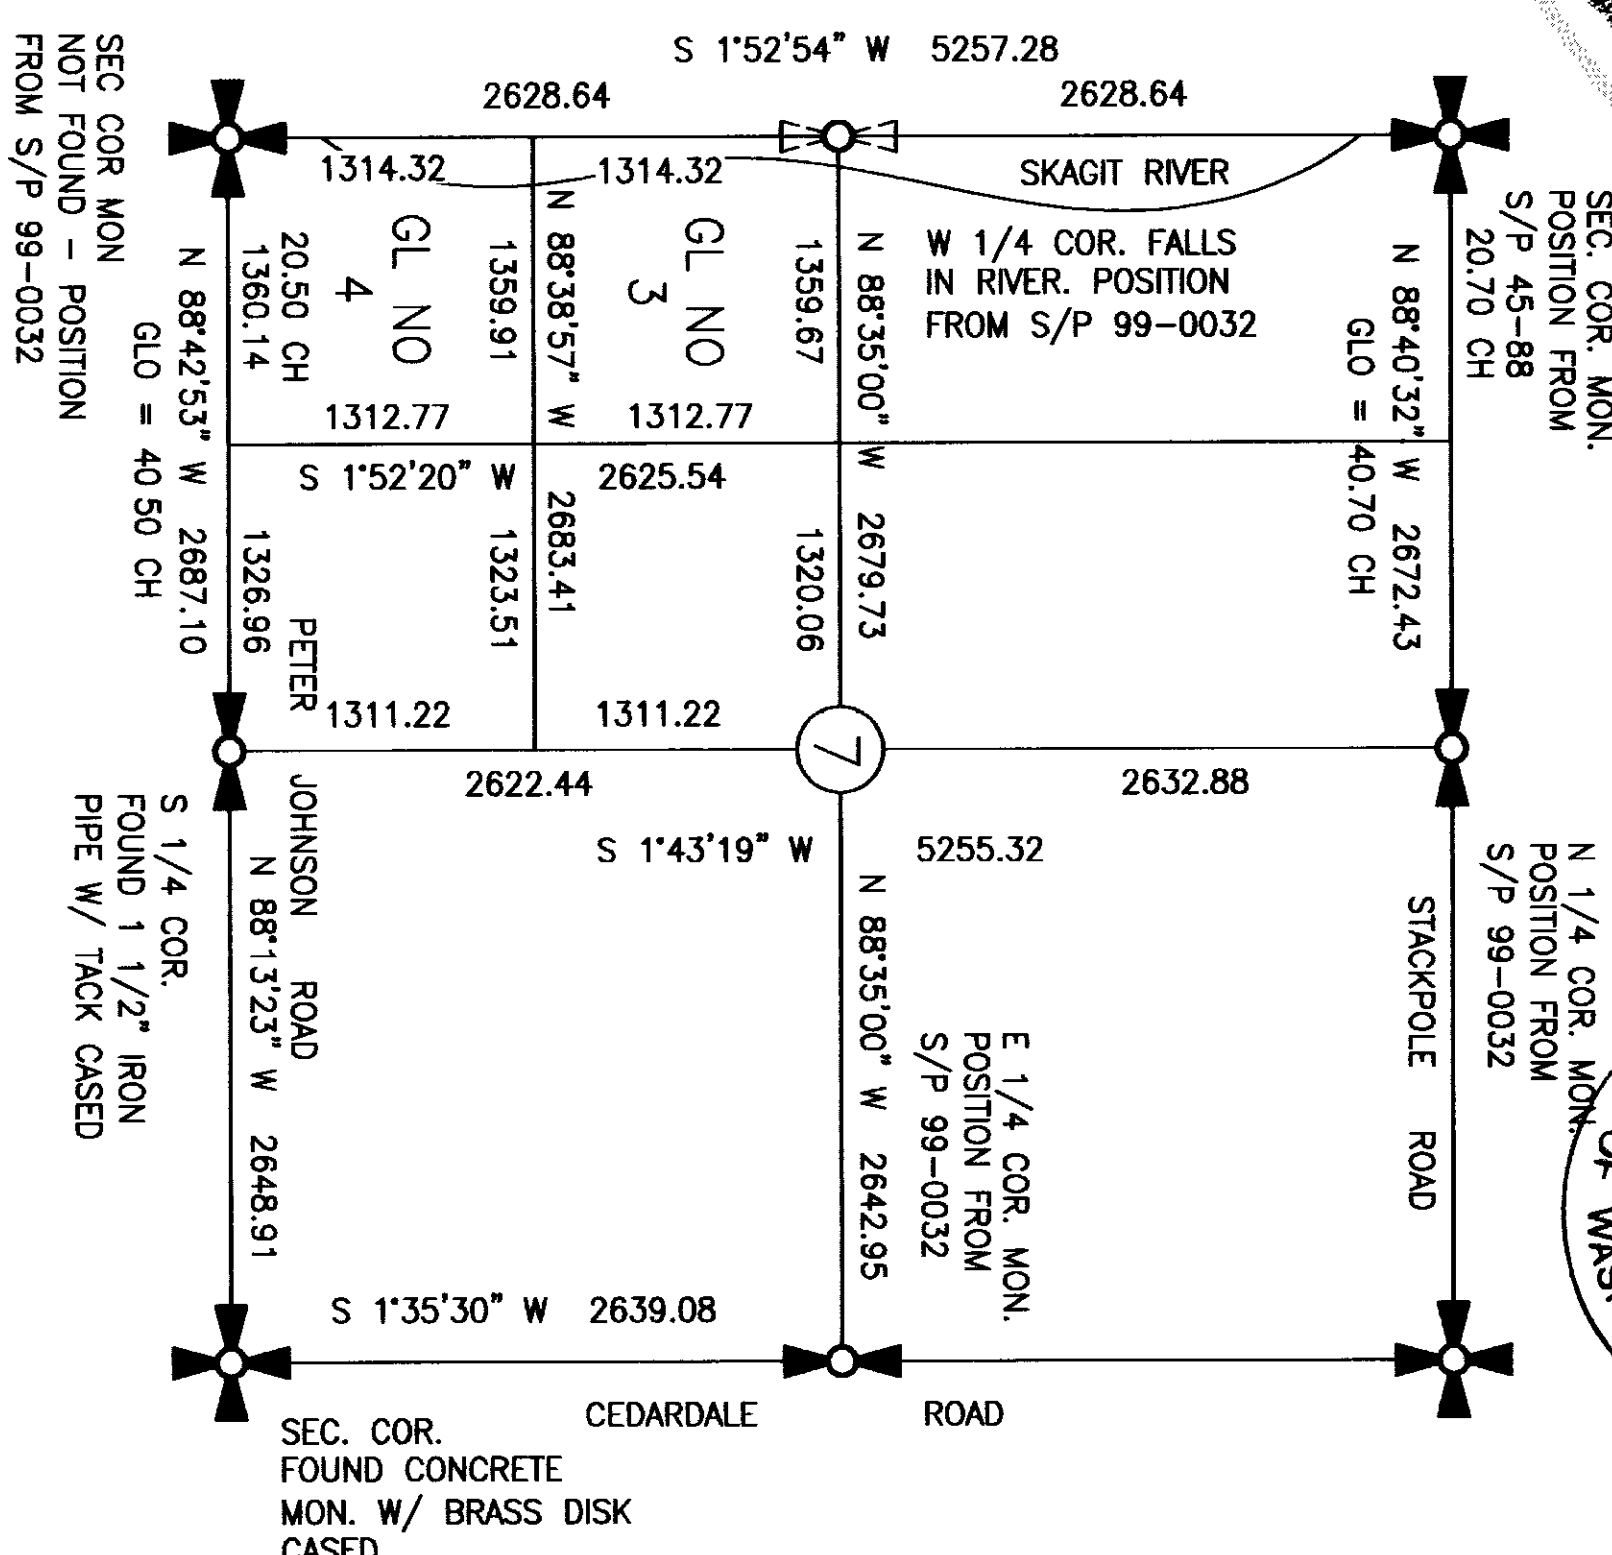 S 1°52'54" W 5257.28
2628.64
2628.64
1314.32
1314.32
SKAGIT RIVER
W 1/4 COR. FALLS
IN RIVER. POSITION
FROM S/P 99-0032
SEC COR MON
NOT FOUND - POSITION
FROM S/P 99-0032
SEC. COR. MON.
POSITION FROM
S/P 45-88
20.70 CH
N 88°40'32" W 2672.43
GLO = 40.70 CH
N 88°35'00" W 2679.73
1359.67
1320.06
GL NO
3
N 88°38'57" W 2683.41
1359.91
1323.51
GL NO
4
20.50 CH
1360.14
1326.96
N 88°42'53" W 2687.10
GLO = 40 50 CH
1312.77
1312.77
S 1°52'20" W 2625.54
1311.22
1311.22
7
2622.44
2632.88
S 1°43'19" W 5255.32
PETER JOHNSON ROAD
N 88°13'23" W 2648.91
S 1/4 COR.
FOUND 1 1/2" IRON
PIPE W/ TACK CASED
N 88°35'00" W 2642.95
E 1/4 COR. MON.
POSITION FROM
S/P 99-0032
STACKPOLE ROAD
N 1/4 COR. MON.
POSITION FROM
S/P 99-0032
OF WASH
S 1°35'30" W 2639.08
CEDARDALE ROAD
SEC. COR.
FOUND CONCRETE
MON. W/ BRASS DISK
CASED